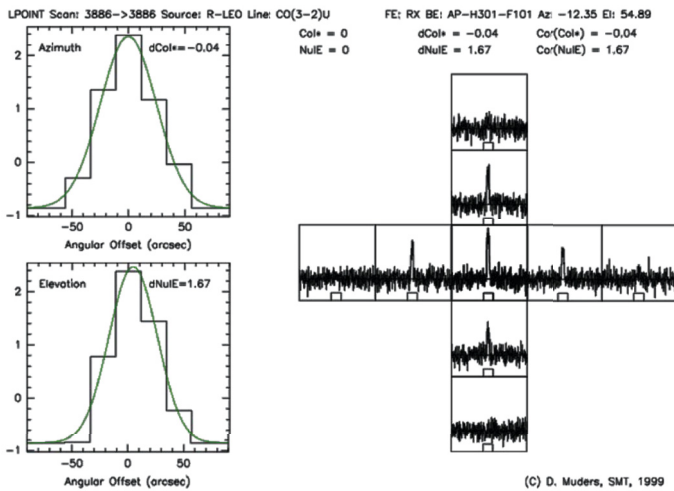 LPOINT Scan: 3886->3886 Source: R-LEO Line: CO(3-2)U FE: RX BE: AP-H301-F101 Az: -12.35 El: 54.89
Col* = 0 dCol* = -0.04 Cor(Col*) = -0.04
NulE = 0 dNulE = 1.67 Cor(NulE) = 1.67
Azimuth dCol*=-0.04
2
1
0
-1
-50 0 50
Angular Offset (arcsec)
Elevation dNulE=1.67
2
1
0
-1
-50 0 50
Angular Offset (arcsec)
(C) D. Muders, SMT, 1999